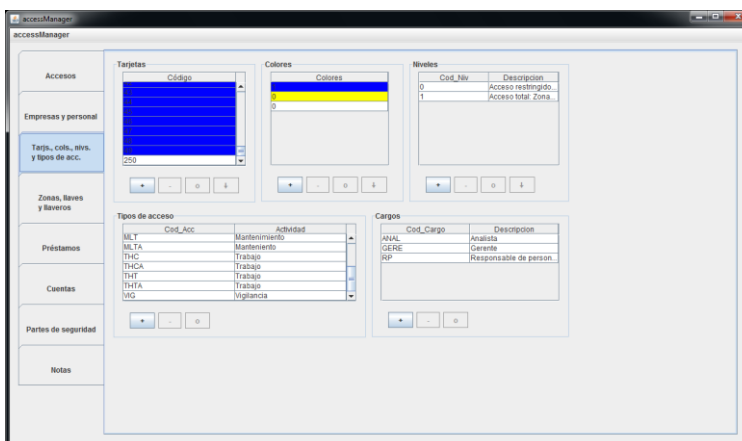 accessManager
accessManager
Accesos
Empresas y personal
Tarjs., cols., nivs.
y tipos de acc.
Zonas, llaves
y llaveros
Préstamos
Cuentas
Partes de seguridad
Notas
Tarjetas
Código
250
+ - o ↓
Colores
Colores
0
0
+ - o ↓
Niveles
Cod_Niv Descripcion
0 Acceso restringido...
1 Acceso total: Zona...
+ - o ↓
Tipos de acceso
Cod_Acc Actividad
MLT Mantenimiento
MLTA Manteniento
THC Trabajo
THCA Trabajo
THT Trabajo
THTA Trabajo
VIG Vigilancia
+ - o
Cargos
Cod_Cargo Descripcion
ANAL Analista
GERE Gerente
RP Responsable de person...
+ - o